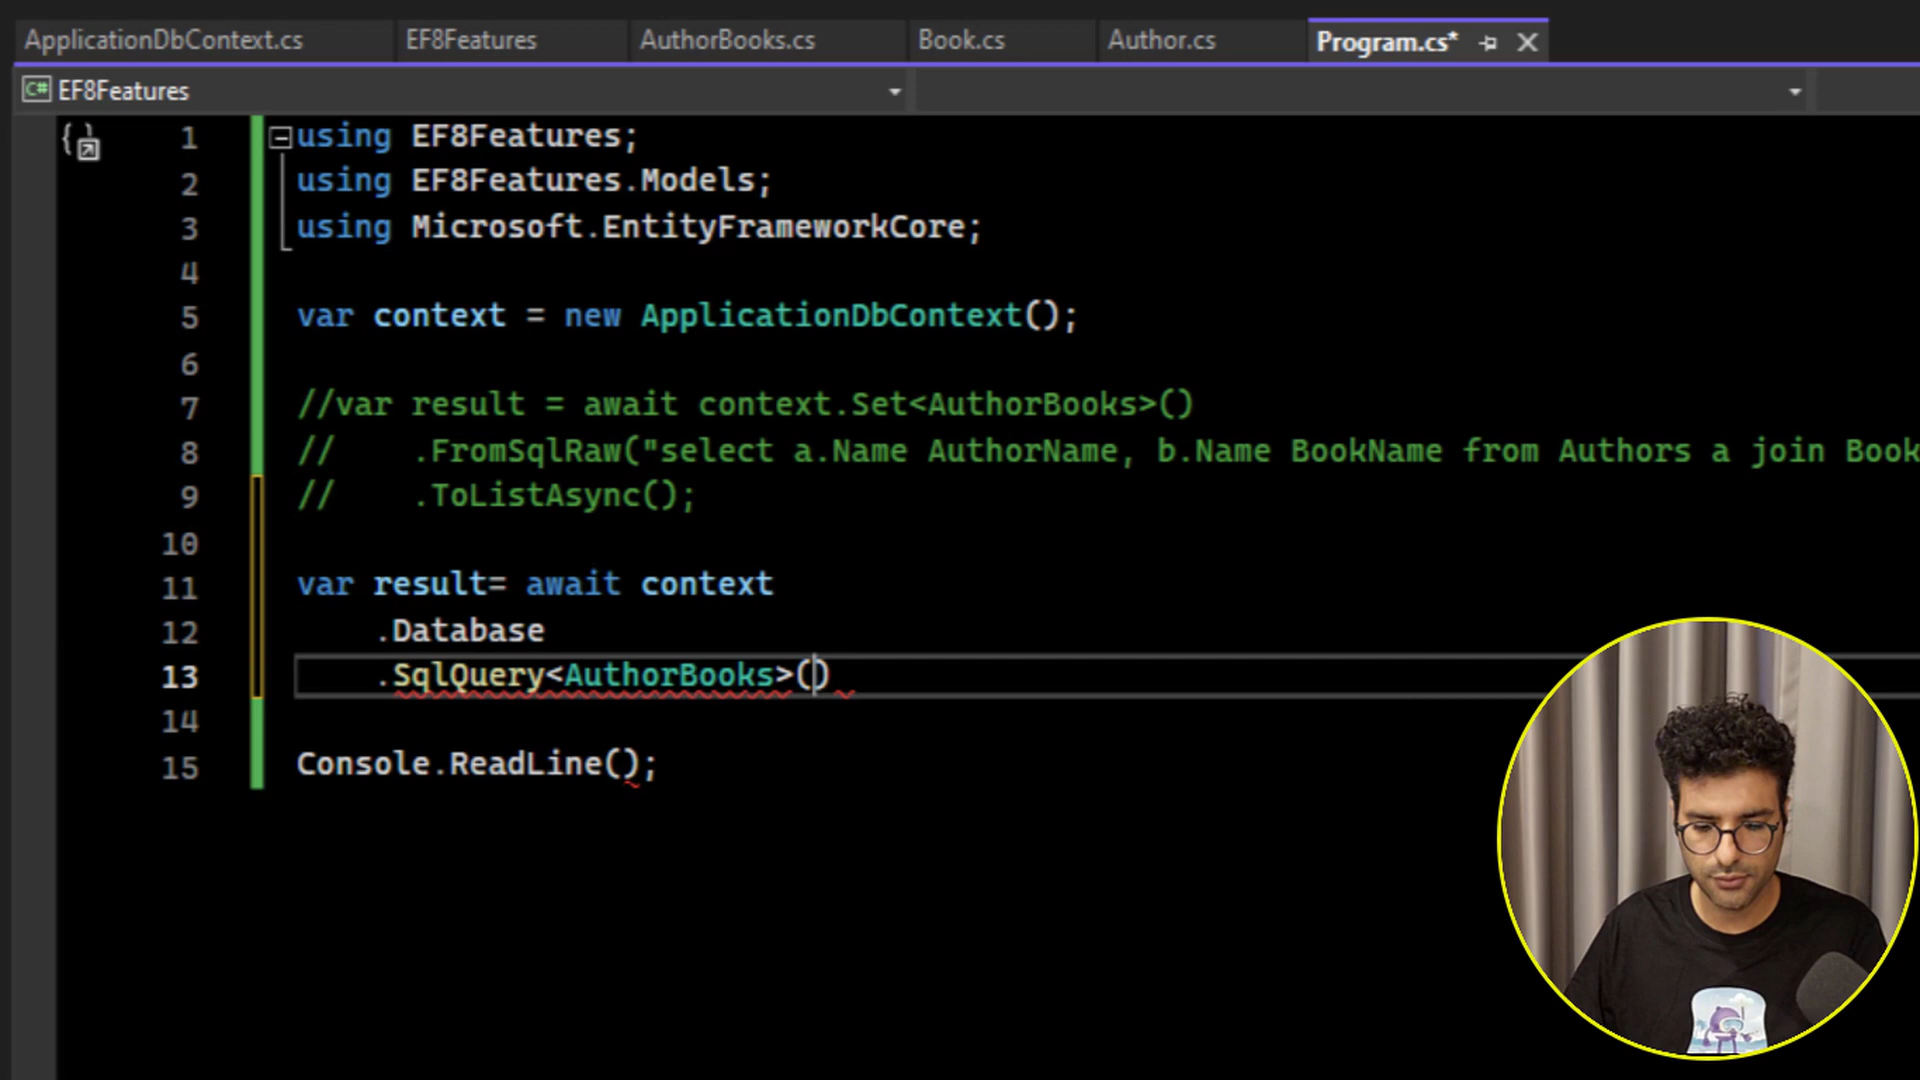 ApplicationDbContext.cs EF8Features AuthorBooks.cs Book.cs Author.cs Program.cs*
C# EF8Features
1 using EF8Features;
2 using EF8Features.Models;
3 using Microsoft.EntityFrameworkCore;
4
5 var context = new ApplicationDbContext();
6
7 //var result = await context.Set<AuthorBooks>()
8 //    .FromSqlRaw("select a.Name AuthorName, b.Name BookName from Authors a join Book
9 //    .ToListAsync();
10
11 var result= await context
12     .Database
13     .SqlQuery<AuthorBooks>()
14
15 Console.ReadLine();